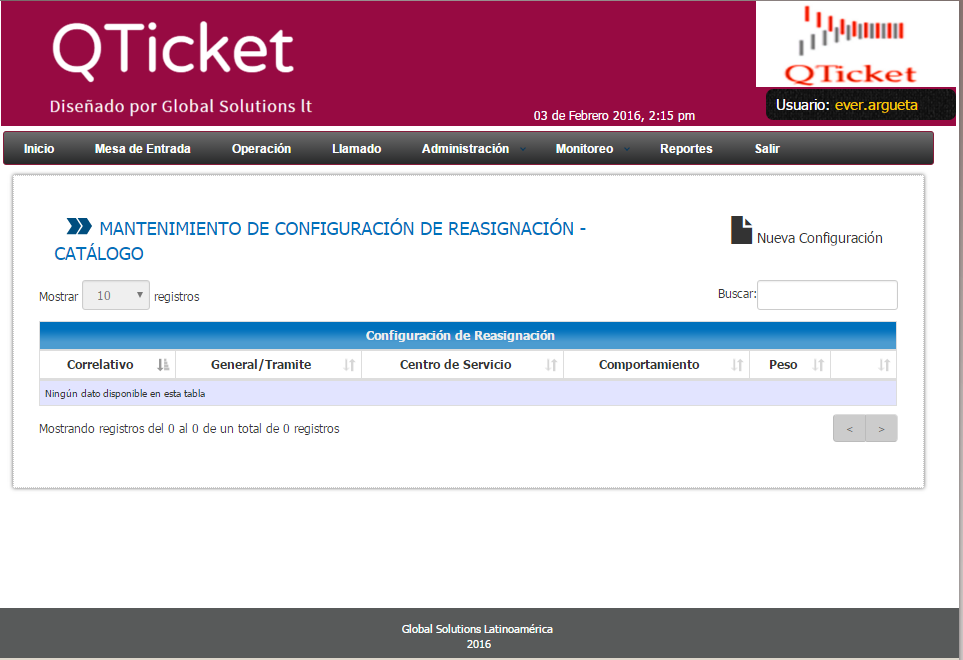 QTicket
Diseñado por Global Solutions lt
03 de Febrero 2016, 2:15 pm
QTicket
Usuario: ever.argueta
Inicio Mesa de Entrada Operación Llamado Administración Monitoreo Reportes Salir
MANTENIMIENTO DE CONFIGURACIÓN DE REASIGNACIÓN -
CATÁLOGO
Nueva Configuración
Mostrar 10 registros
Buscar:
Configuración de Reasignación
Correlativo General/Tramite Centro de Servicio Comportamiento Peso
Ningún dato disponible en esta tabla
Mostrando registros del 0 al 0 de un total de 0 registros
< >
Global Solutions Latinoamérica
2016